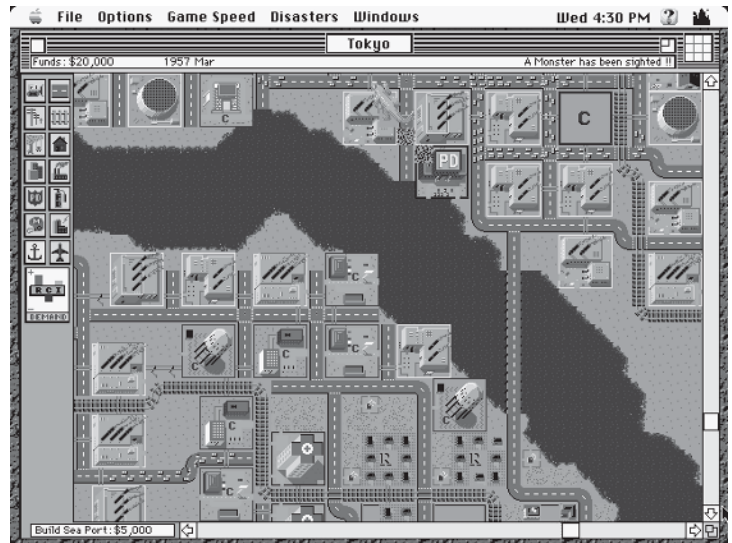 File Options Game Speed Disasters Windows Wed 4:30 PM
Tokyo
Funds: $20,000 1957 Mar A Monster has been sighted !!
C
C
PD
C
R C I
DEMAND
C
C
C
C
C
C
R
R
C
Build Sea Port: $5,000